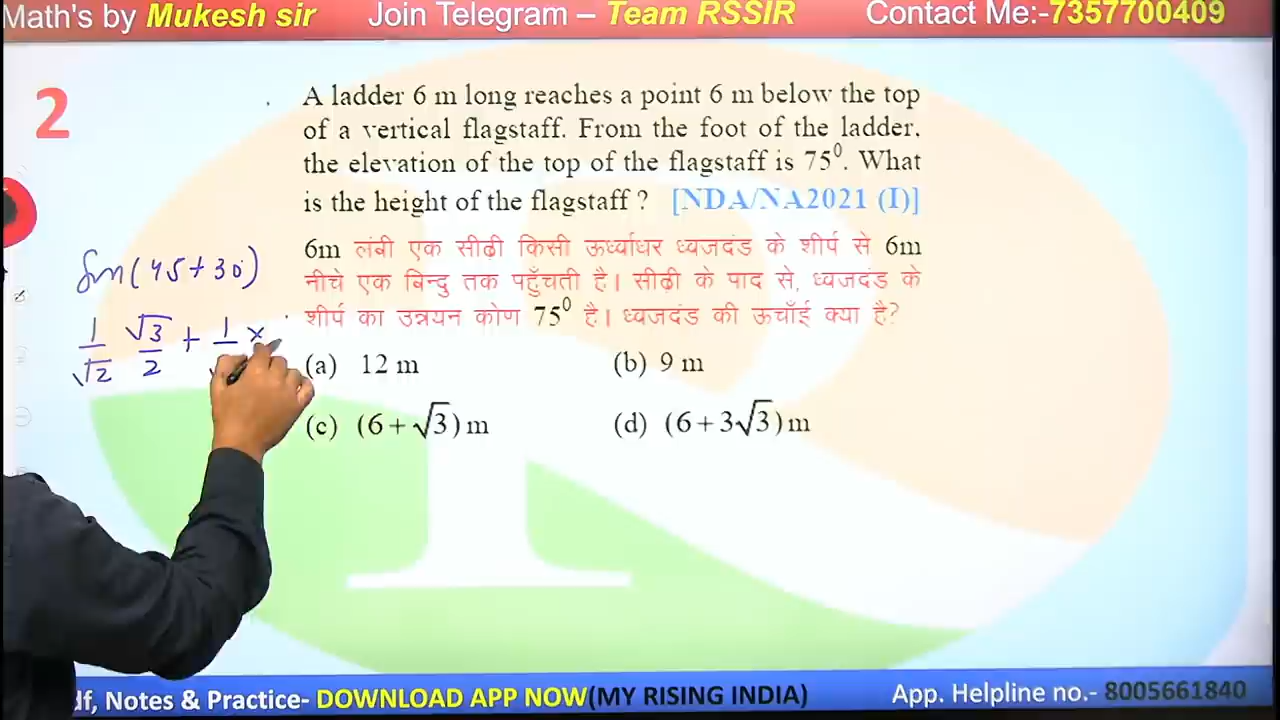 Math's by Mukesh sir Join Telegram – Team RSSIR Contact Me:-7357700409
2
A ladder 6 m long reaches a point 6 m below the top
of a vertical flagstaff. From the foot of the ladder,
the elevation of the top of the flagstaff is 75⁰. What
is the height of the flagstaff ? [NDA/NA2021 (I)]
6m लंबी एक सीढ़ी किसी ऊर्ध्वाधर ध्वजदंड के शीर्ष से 6m
नीचे एक बिन्दु तक पहुँचती है। सीढ़ी के पाद से, ध्वजदंड के
शीर्ष का उन्नयन कोण 75⁰ है। ध्वजदंड की ऊचाँई क्या है?
(a) 12 m (b) 9 m
(c) (6+√3)m (d) (6+3√3)m
Sin(45+30)
1/√2 √3/2 + 1/ x
df, Notes & Practice- DOWNLOAD APP NOW(MY RISING INDIA) App. Helpline no.- 8005661840